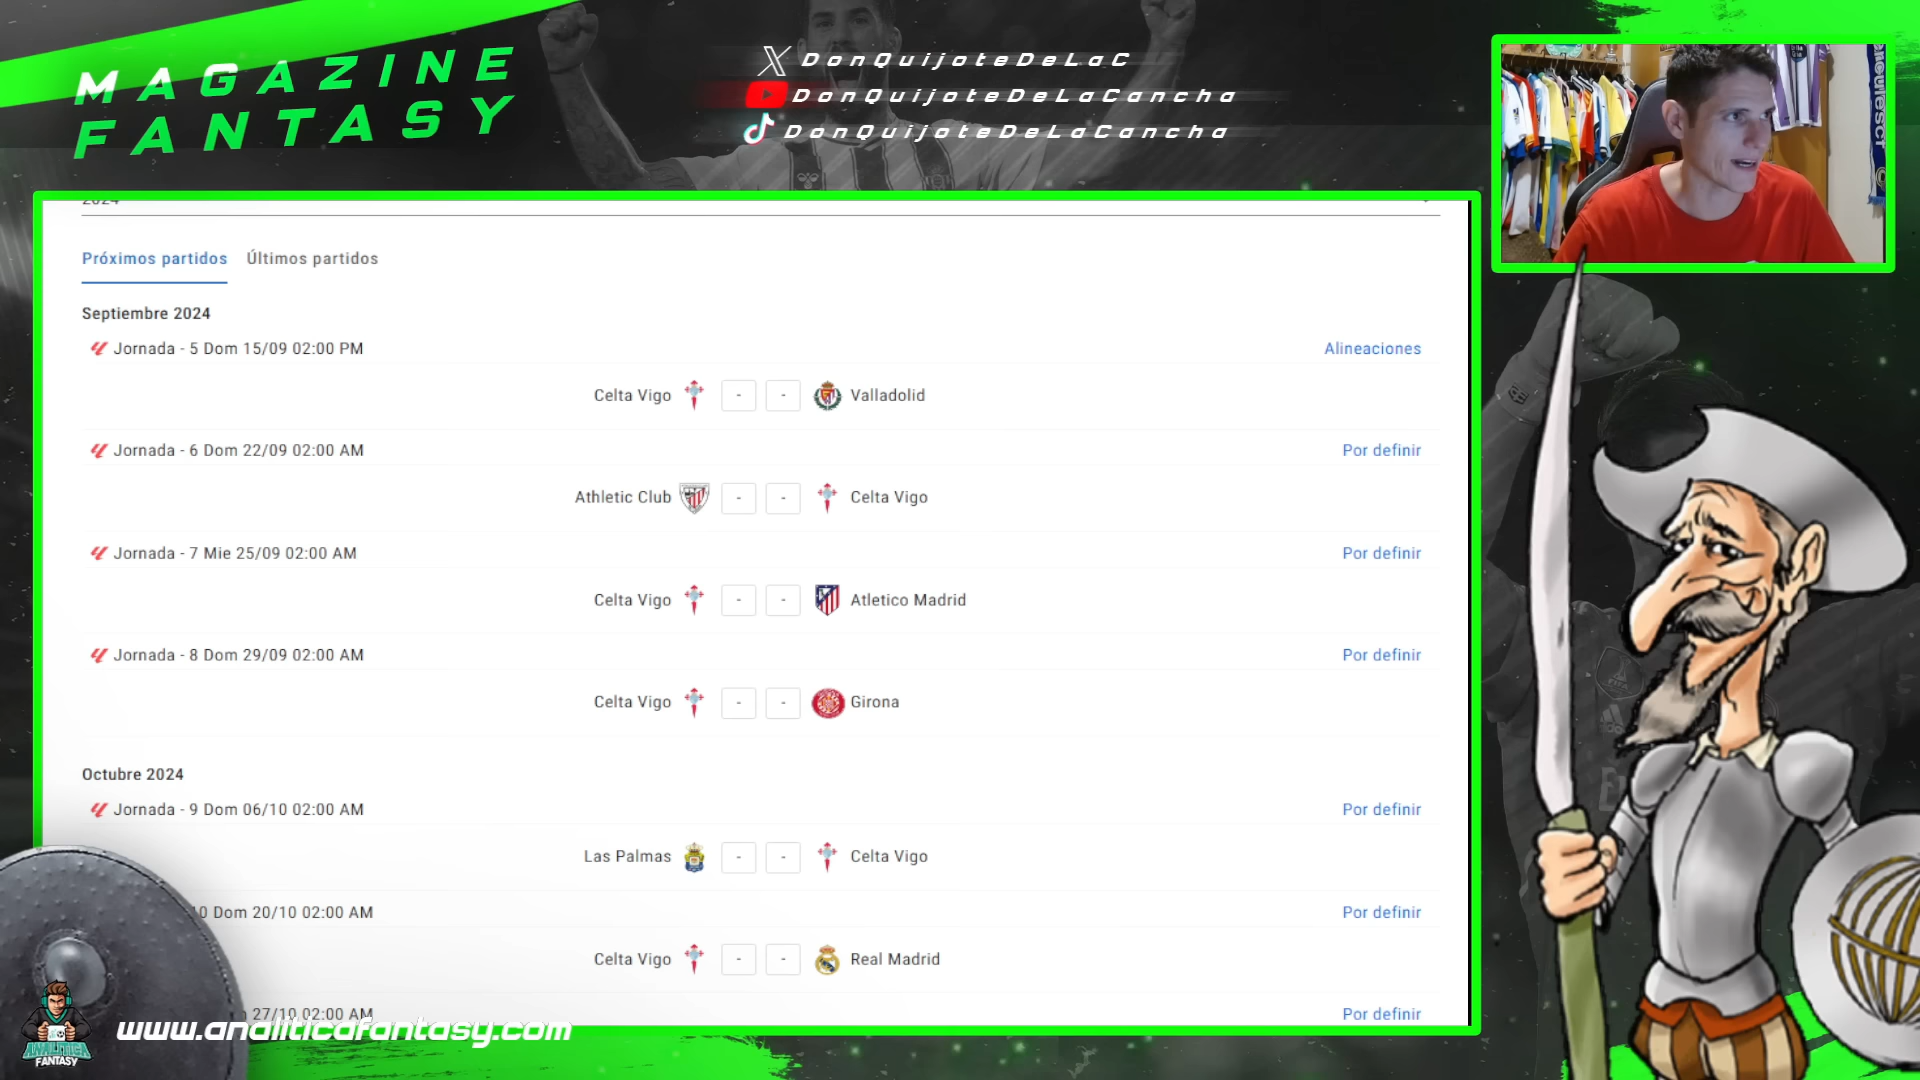 MAGAZINE
FANTASY
DonQuijoteDeLaC
DonQuijoteDeLaCancha
DonQuijoteDeLaCancha
2024
Próximos partidos Últimos partidos
Septiembre 2024
Jornada - 5 Dom 15/09 02:00 PM Alineaciones
Celta Vigo - - Valladolid
Jornada - 6 Dom 22/09 02:00 AM Por definir
Athletic Club - - Celta Vigo
Jornada - 7 Mie 25/09 02:00 AM Por definir
Celta Vigo - - Atletico Madrid
Jornada - 8 Dom 29/09 02:00 AM Por definir
Celta Vigo - - Girona
Octubre 2024
Jornada - 9 Dom 06/10 02:00 AM Por definir
Las Palmas - - Celta Vigo
10 Dom 20/10 02:00 AM Por definir
Celta Vigo - - Real Madrid
27/10 02:00 AM Por definir
www.analiticafantasy.com
ANALITICA
FANTASY